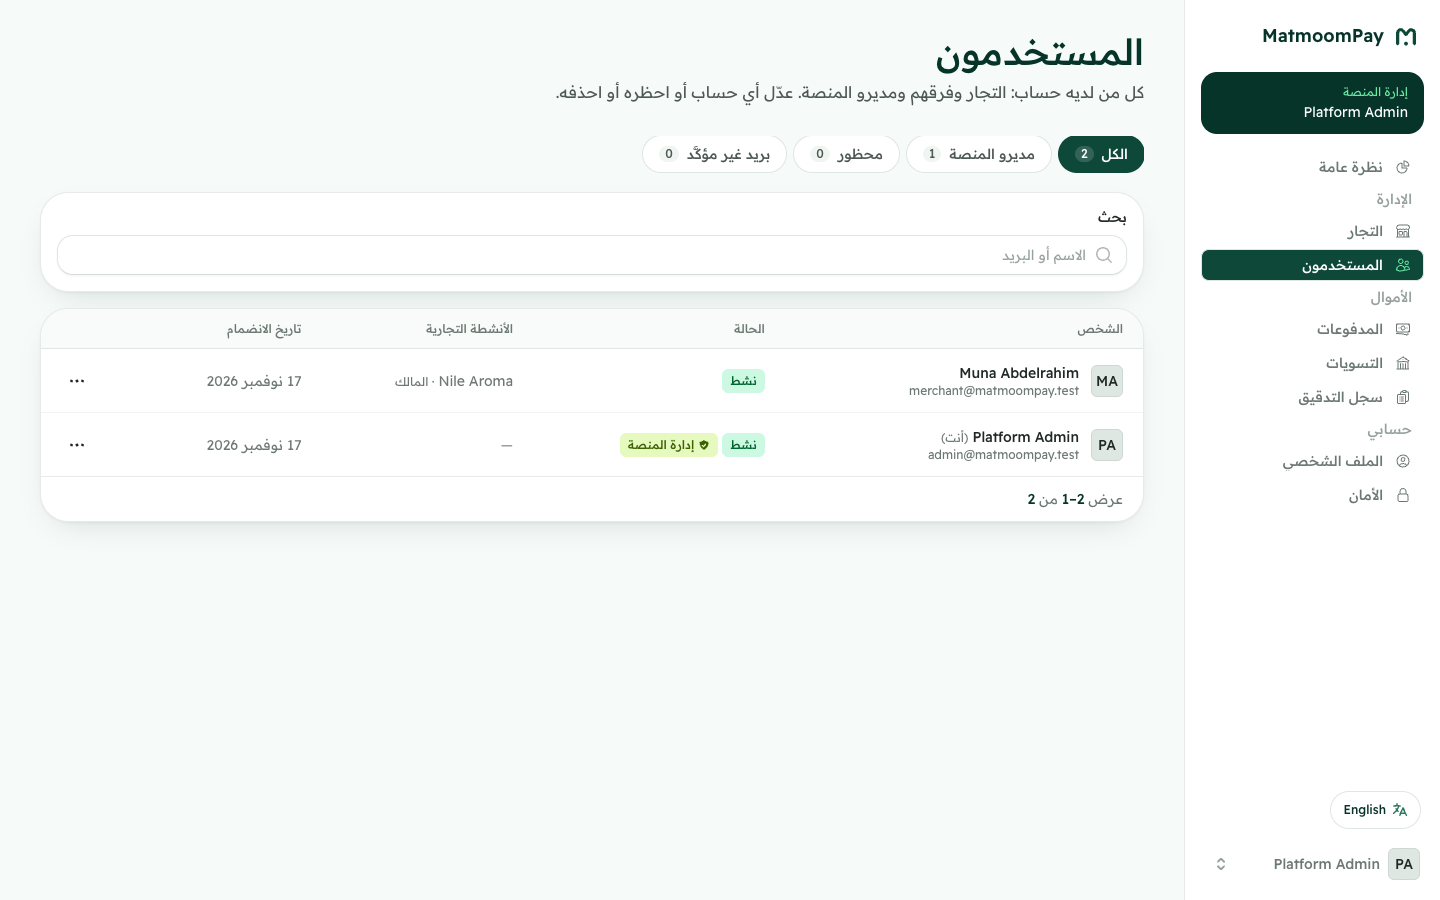 MatmoomPay
إدارة المنصة
Platform Admin
نظرة عامة
الإدارة
التجار
المستخدمون
الأموال
المدفوعات
التسويات
سجل التدقيق
حسابي
الملف الشخصي
الأمان
English
PA Platform Admin
المستخدمون
كل من لديه حساب: التجار وفرقهم ومديرو المنصة. عدّل أي حساب أو احظره أو احذفه.
الكل 2 مديرو المنصة 1 محظور 0 بريد غير مؤكَّد 0
بحث
الاسم أو البريد
الشخص الحالة الأنشطة التجارية تاريخ الانضمام
MA Muna Abdelrahim نشط Nile Aroma · المالك 17 نوفمبر 2026
merchant@matmoompay.test
PA Platform Admin (أنت) نشط إدارة المنصة — 17 نوفمبر 2026
admin@matmoompay.test
عرض 1–2 من 2